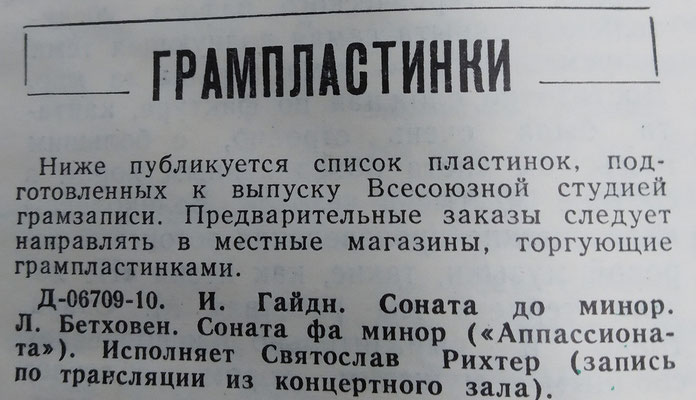 ГРАМПЛАСТИНКИ
Ниже публикуется список пластинок, под-
готовленных к выпуску Всесоюзной студией
грамзаписи. Предварительные заказы следует
направлять в местные магазины, торгующие
грампластинками.
Д-06709-10. И. Гайдн. Соната до минор.
Л. Бетховен. Соната фа минор («Аппассиона-
та»). Исполняет Святослав Рихтер (запись
по трансляции из концертного зала).